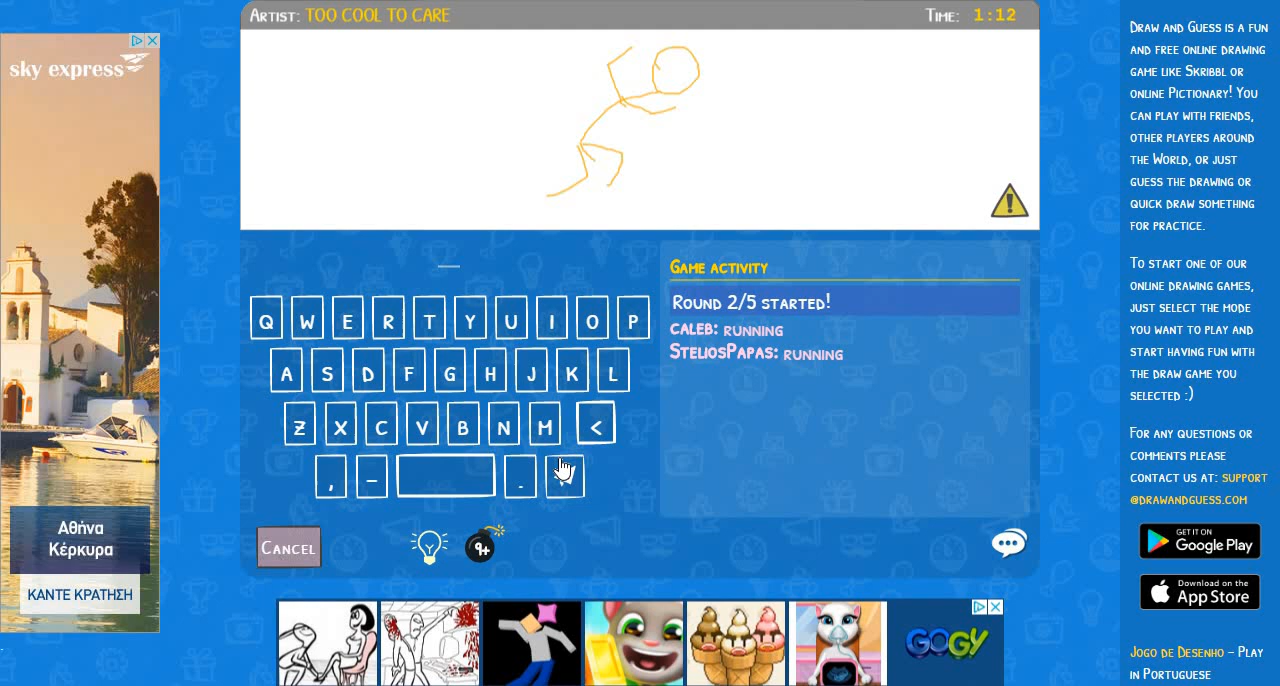 Artist: TOO COOL TO CARE
Time: 1:12
sky express
Αθήνα
Κέρκυρα
ΚΑΝΤΕ ΚΡΑΤΗΣΗ
Game activity
Round 2/5 started!
caleb: running
SteliosPapas: running
Q W E R T Y U I O P
A S D F G H J K L
Z X C V B N M <
, - .
Cancel
9+
GOGY
Draw and Guess is a fun
and free online drawing
game like Skribbl or
online Pictionary! You
can play with friends,
other players around
the World, or just
guess the drawing or
quick draw something
for practice.
To start one of our
online drawing games,
just select the mode
you want to play and
start having fun with
the draw game you
selected :)
For any questions or
comments please
contact us at: support
@drawandguess.com
GET IT ON
Google Play
Download on the
App Store
Jogo de Desenho - Play
in Portuguese